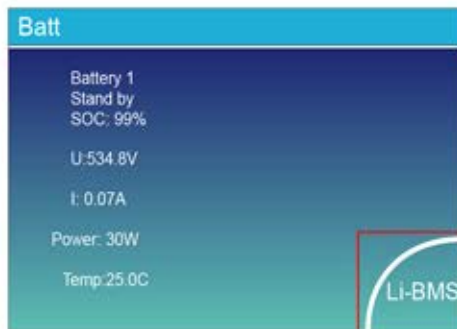 Batt
Battery 1
Stand by
SOC: 99%
U:534.8V
I: 0.07A
Power: 30W
Temp:25.0C
Li-BMS